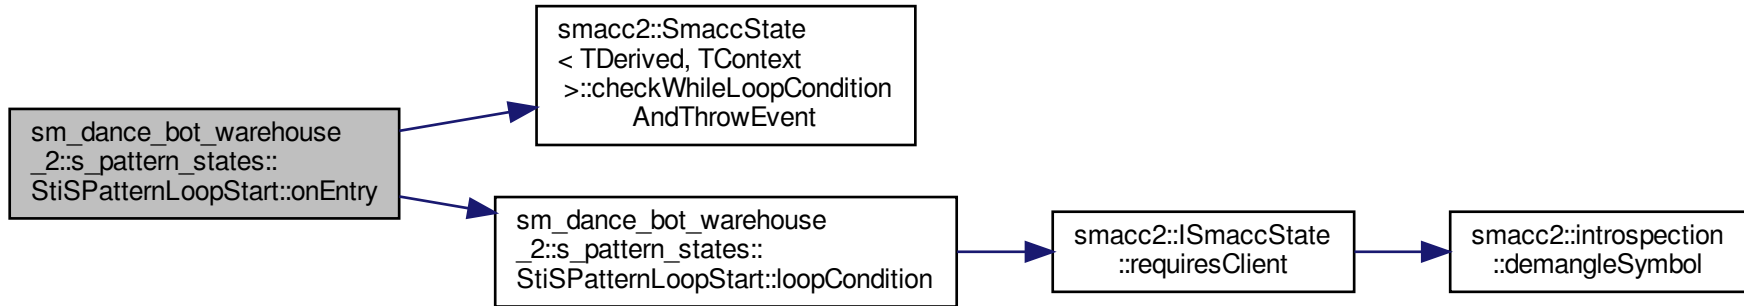 smacc2::SmaccState
< TDerived, TContext
>::checkWhileLoopCondition
AndThrowEvent
sm_dance_bot_warehouse
_2::s_pattern_states::
StiSPatternLoopStart::onEntry
sm_dance_bot_warehouse
_2::s_pattern_states::
StiSPatternLoopStart::loopCondition
smacc2::ISmaccState
::requiresClient
smacc2::introspection
::demangleSymbol